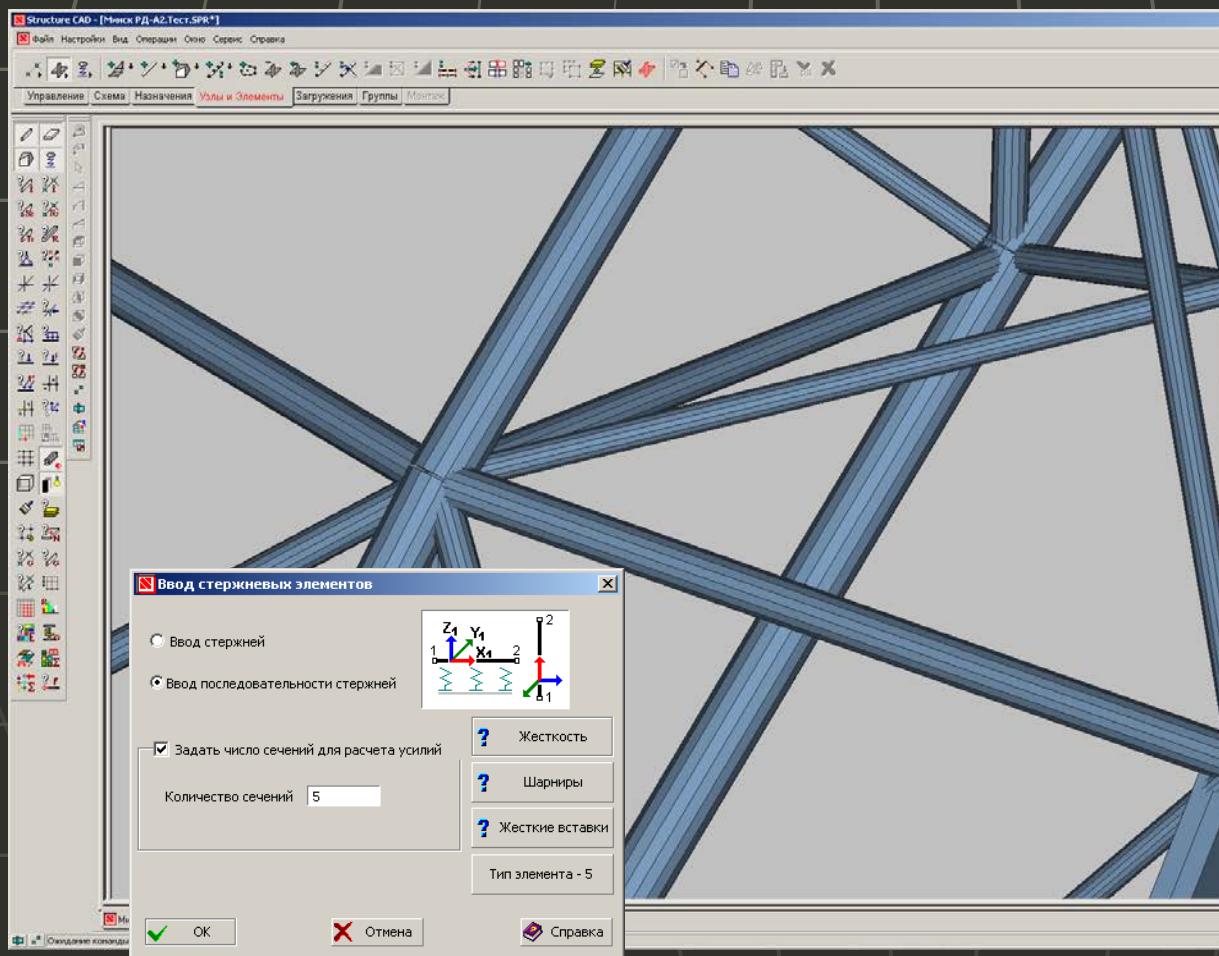 Structure CAD - [Минск РД-А2.Тест.SPR*]
Файл Настройки Вид Операции Окно Сервис Справка
Управление Схема Назначения Узлы и Элементы Загружения Группы Монтаж
Ввод стержневых элементов
Ввод стержней
Ввод последовательности стержней
Z1 Y1 X1 1 2 2 1
Задать число сечений для расчета усилий
Количество сечений 5
? Жесткость
? Шарниры
? Жесткие вставки
Тип элемента - 5
OK Отмена Справка
Ожидание команды